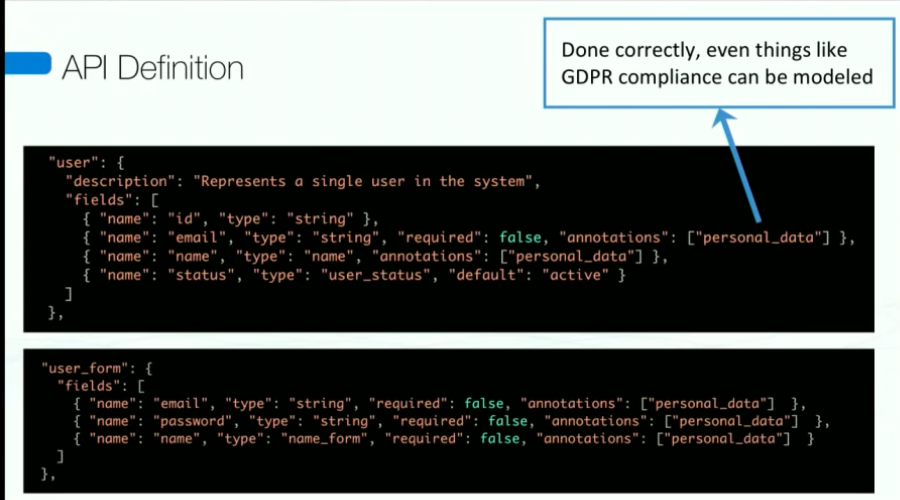 API Definition
Done correctly, even things like
GDPR compliance can be modeled
"user": {
"description": "Represents a single user in the system",
"fields": [
{ "name": "id", "type": "string" },
{ "name": "email", "type": "string", "required": false, "annotations": ["personal_data"] },
{ "name": "name", "type": "name", "annotations": ["personal_data"] },
{ "name": "status", "type": "user_status", "default": "active" }
]
},
"user_form": {
"fields": [
{ "name": "email", "type": "string", "required": false, "annotations": ["personal_data"] },
{ "name": "password", "type": "string", "required": false, "annotations": ["personal_data"] },
{ "name": "name", "type": "name_form", "required": false, "annotations": ["personal_data"] }
]
},